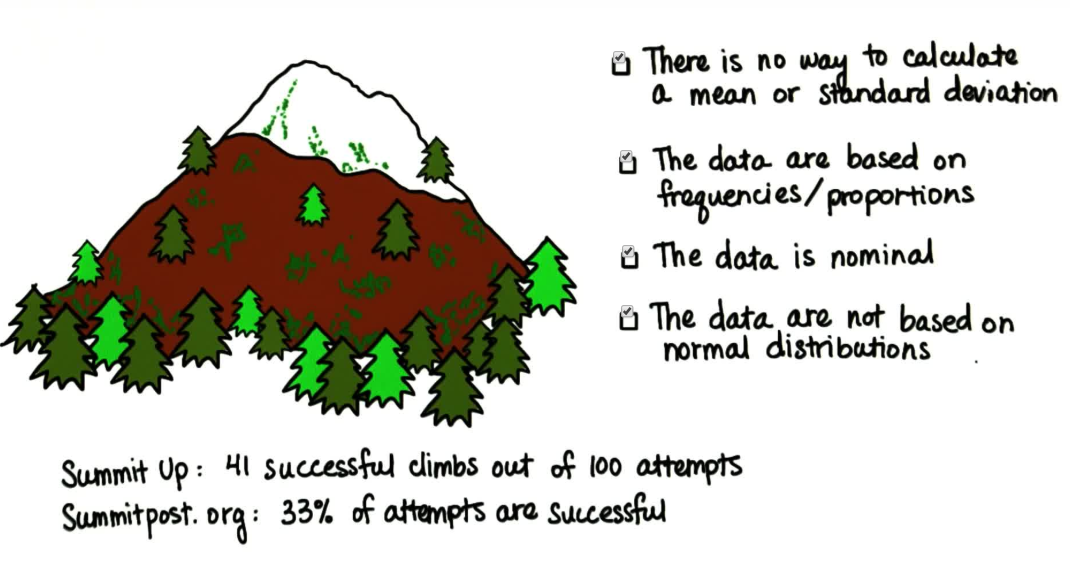 There is no way to calculate
a mean or standard deviation
The data are based on
frequencies/proportions
The data is nominal
The data are not based on
normal distributions
Summit Up: 41 successful climbs out of 100 attempts
Summitpost.org: 33% of attempts are successful